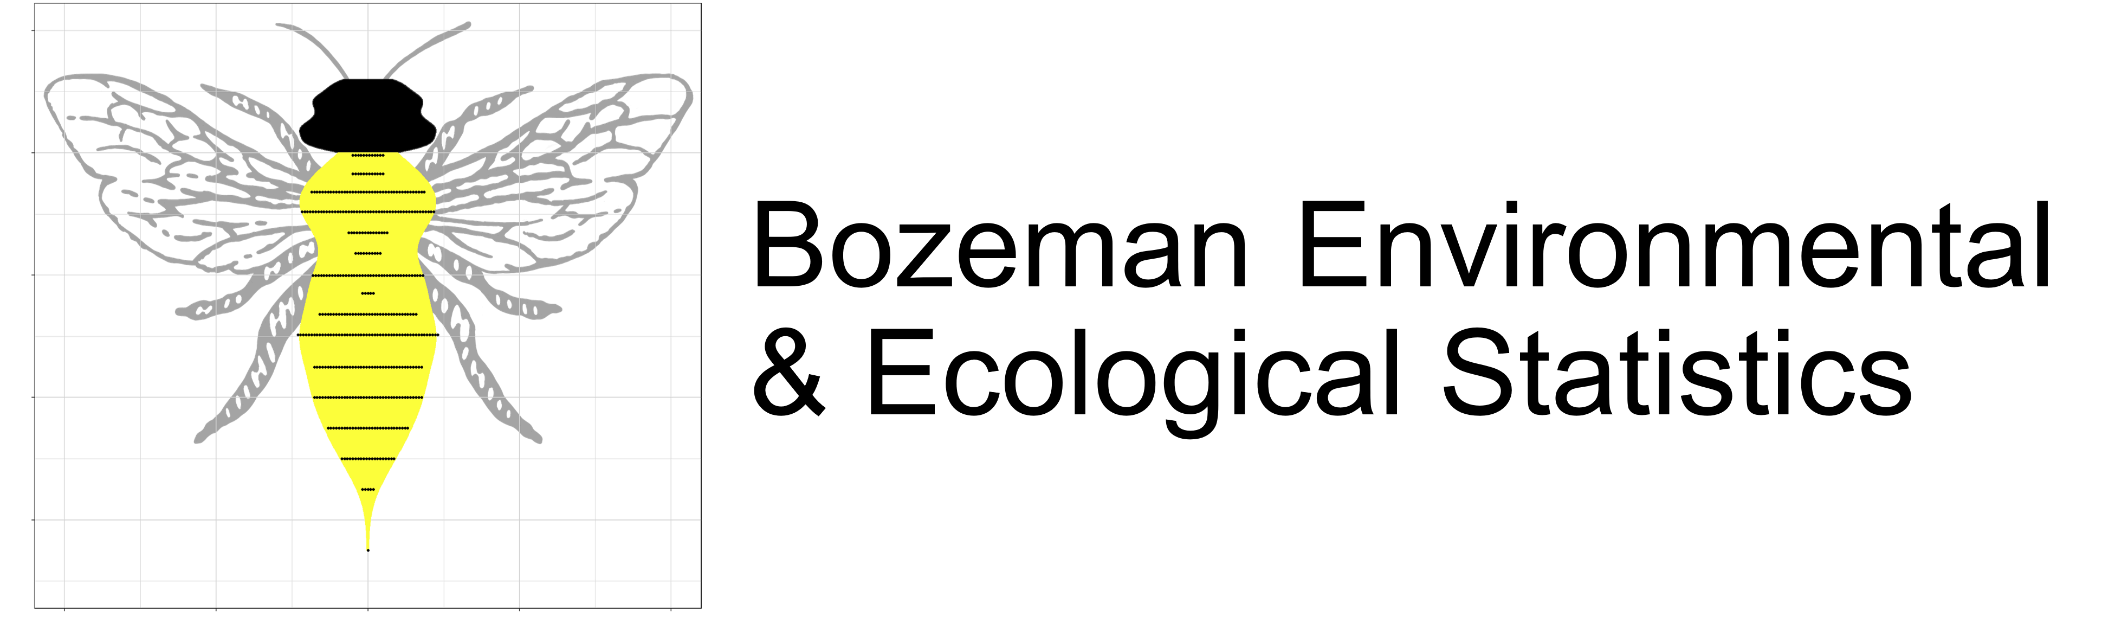 Bozeman Environmental
& Ecological Statistics